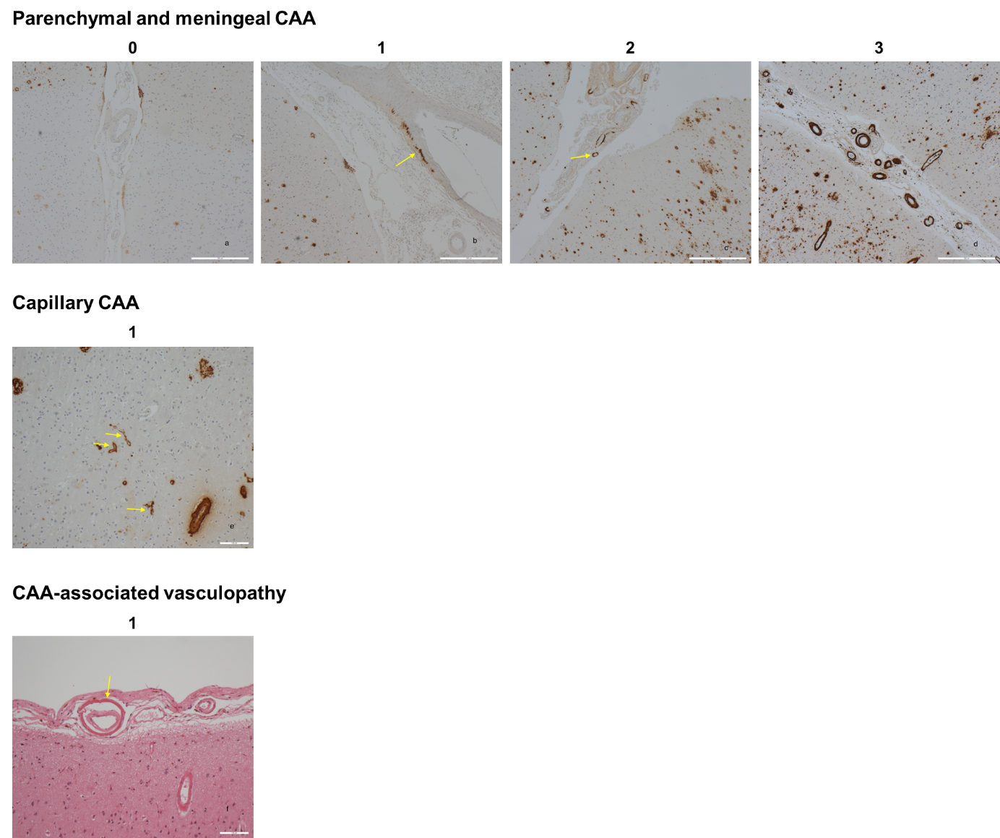 Parenchymal and meningeal CAA
0 1 2 3
a b c d
Capillary CAA
1
e
CAA-associated vasculopathy
1
f